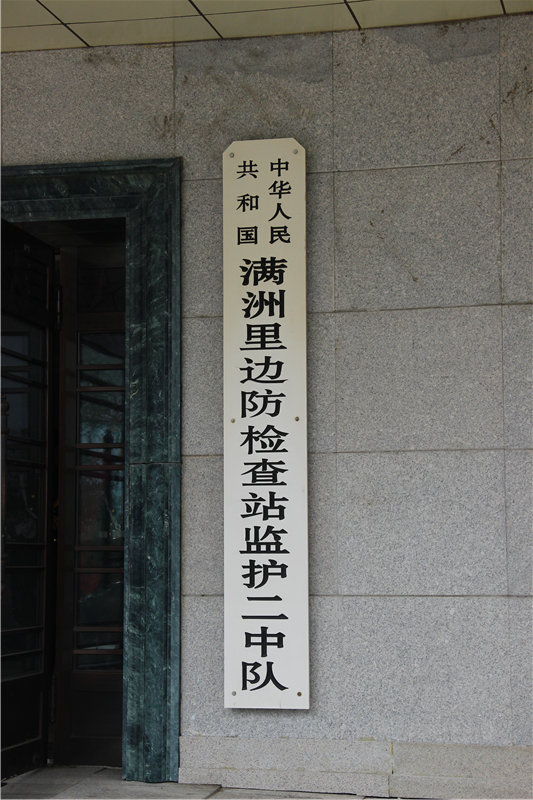 中华人民
共和国
满洲里边防检查站监护二中队